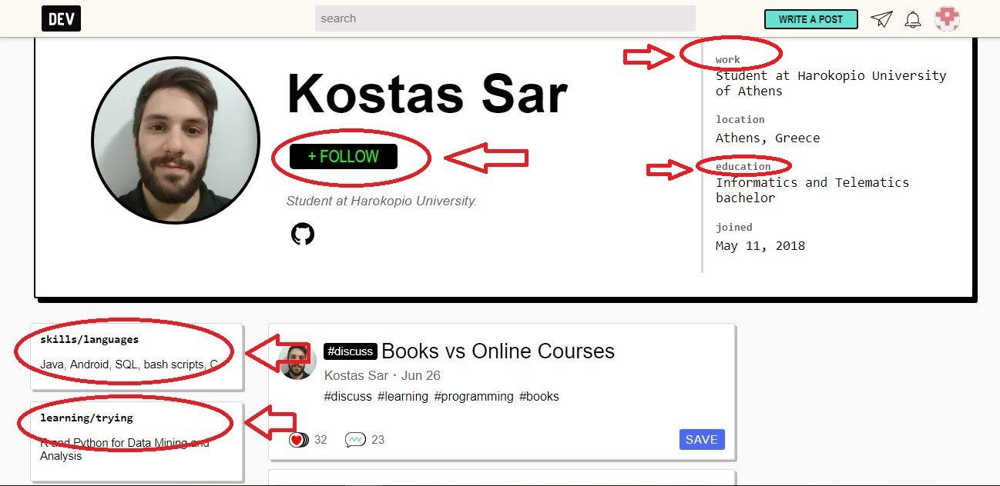 DEV
search
WRITE A POST
Kostas Sar
+ FOLLOW
Student at Harokopio University.
work
Student at Harokopio University
of Athens
location
Athens, Greece
education
Informatics and Telematics
bachelor
joined
May 11, 2018
skills/languages
Java, Android, SQL, bash scripts, C
learning/trying
R and Python for Data Mining and
Analysis
#discuss Books vs Online Courses
Kostas Sar・Jun 26
#discuss #learning #programming #books
32
23
SAVE